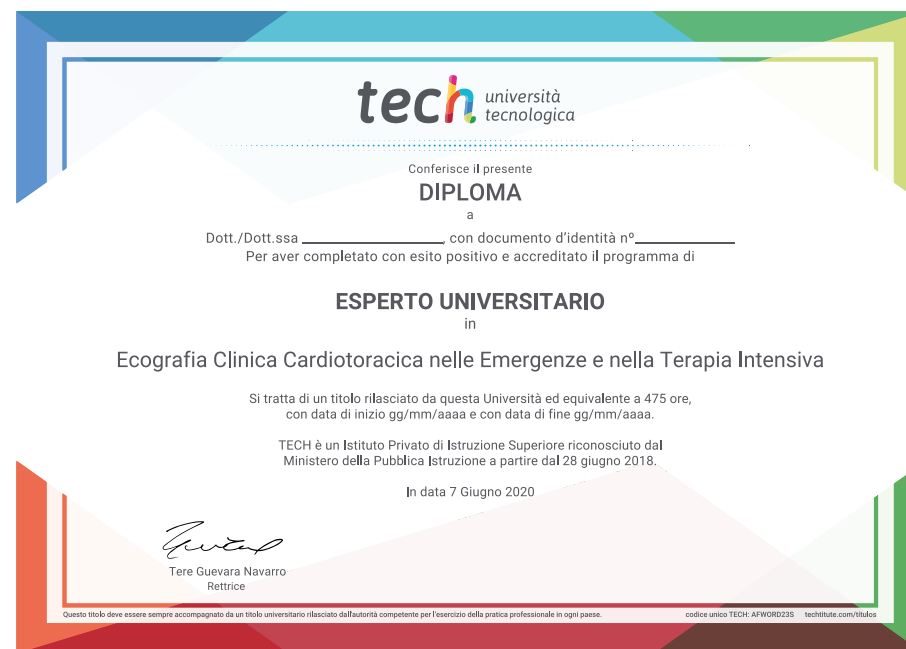 tech università
tecnologica
Conferisce il presente
DIPLOMA
a
Dott./Dott.ssa ____________________, con documento d'identità nº______________
Per aver completato con esito positivo e accreditato il programma di
ESPERTO UNIVERSITARIO
in
Ecografia Clinica Cardiotoracica nelle Emergenze e nella Terapia Intensiva
Si tratta di un titolo rilasciato da questa Università ed equivalente a 475 ore,
con data di inizio gg/mm/aaaa e con data di fine gg/mm/aaaa.
TECH è un Istituto Privato di Istruzione Superiore riconosciuto dal
Ministero della Pubblica Istruzione a partire dal 28 giugno 2018.
In data 7 Giugno 2020
Tere Guevara Navarro
Rettrice
Questo titolo deve essere sempre accompagnato da un titolo universitario rilasciato dall'autorità competente per l'esercizio della pratica professionale in ogni paese. codice unico TECH: AFWORD23S techtitute.com/titulos